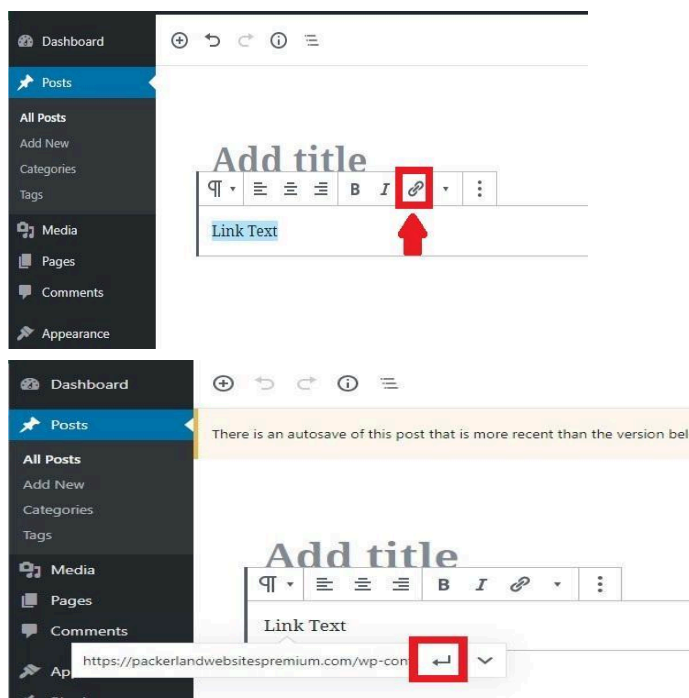 Dashboard
Posts
All Posts
Add New
Categories
Tags
Media
Pages
Comments
Appearance
Add title
B I
Link Text
Dashboard
Posts
There is an autosave of this post that is more recent than the version bel
All Posts
Add New
Categories
Tags
Media
Pages
Comments
Ap
Add title
B I
Link Text
https://packerlandwebsitespremium.com/wp-con